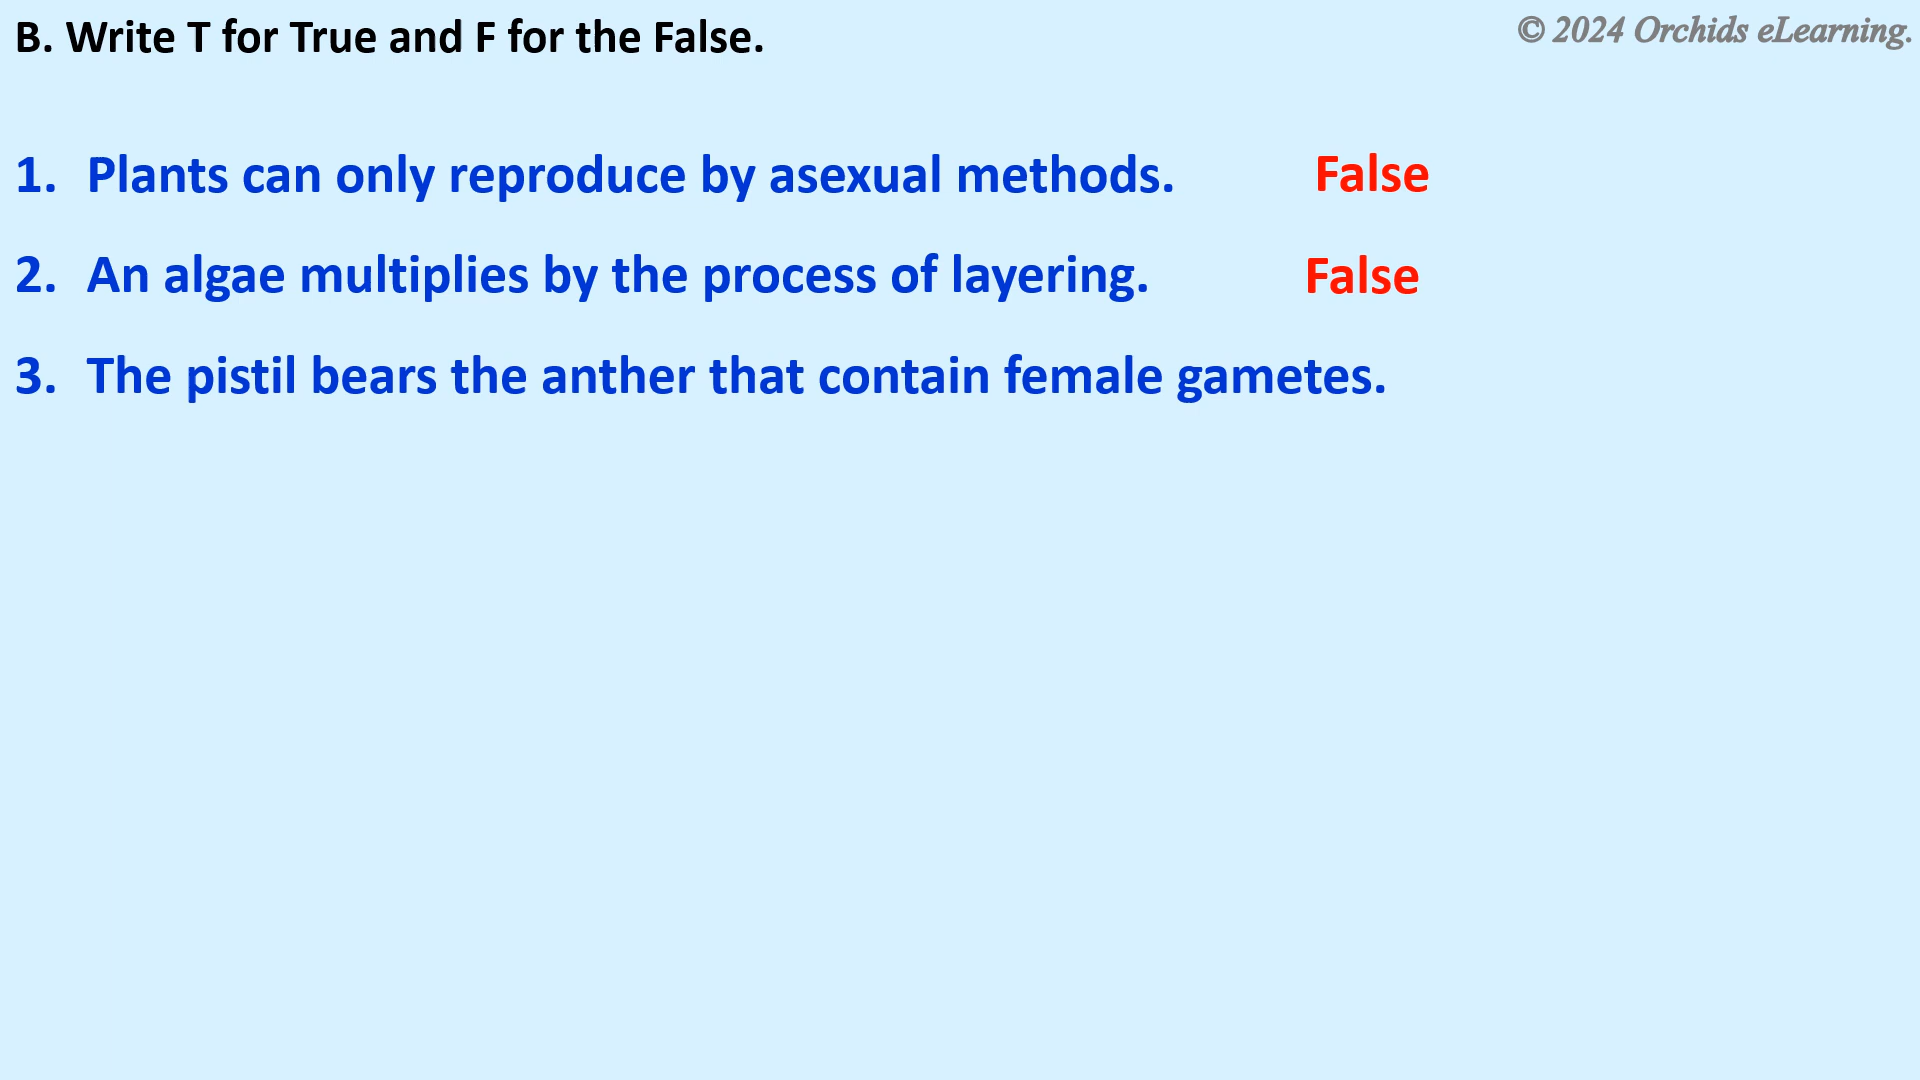 B. Write T for True and F for the False.
© 2024 Orchids eLearning.
1. Plants can only reproduce by asexual methods. False
2. An algae multiplies by the process of layering. False
3. The pistil bears the anther that contain female gametes.